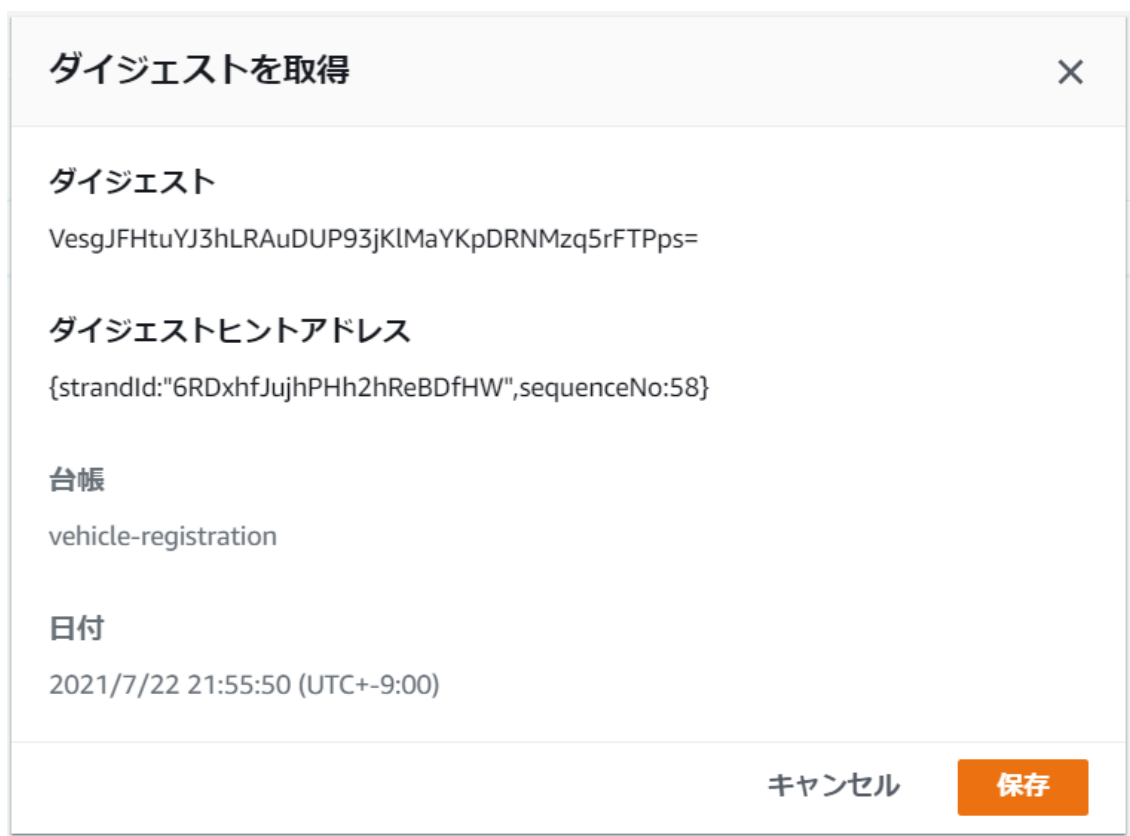 ダイジェストを取得
ダイジェスト
VesgJFHtuYJ3hLRAuDUP93jKlMaYKpDRNMzq5rFTPps=
ダイジェストヒントアドレス
{strandId:"6RDxhfJujhPHh2hReBDfHW",sequenceNo:58}
台帳
vehicle-registration
日付
2021/7/22 21:55:50 (UTC+-9:00)
キャンセル 保存